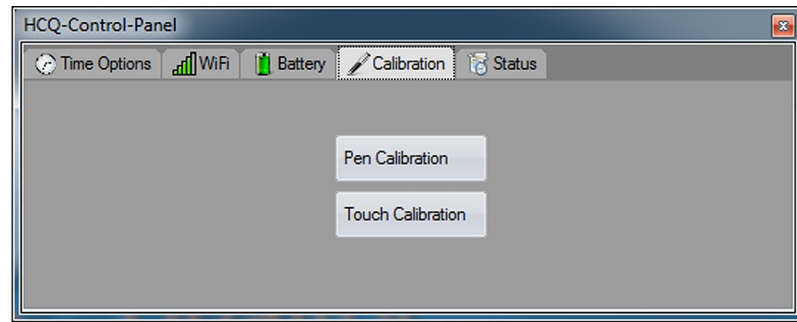 HCQ-Control-Panel
Time Options WiFi Battery Calibration Status
Pen Calibration
Touch Calibration